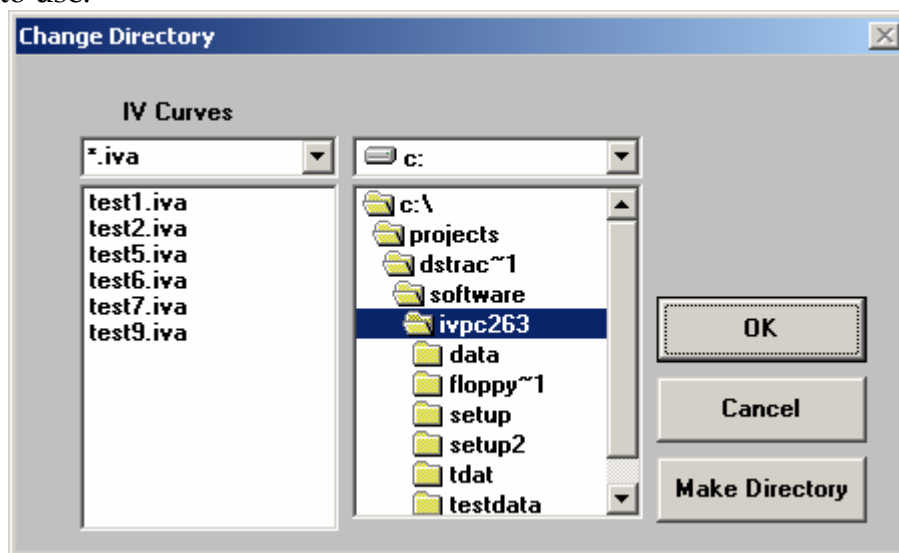 to use.
Change Directory
IV Curves
*.iva
c:
test1.iva
test2.iva
test5.iva
test6.iva
test7.iva
test9.iva
c:\
projects
dstrac~1
software
ivpc263
data
floppy~1
setup
setup2
tdat
testdata
OK
Cancel
Make Directory